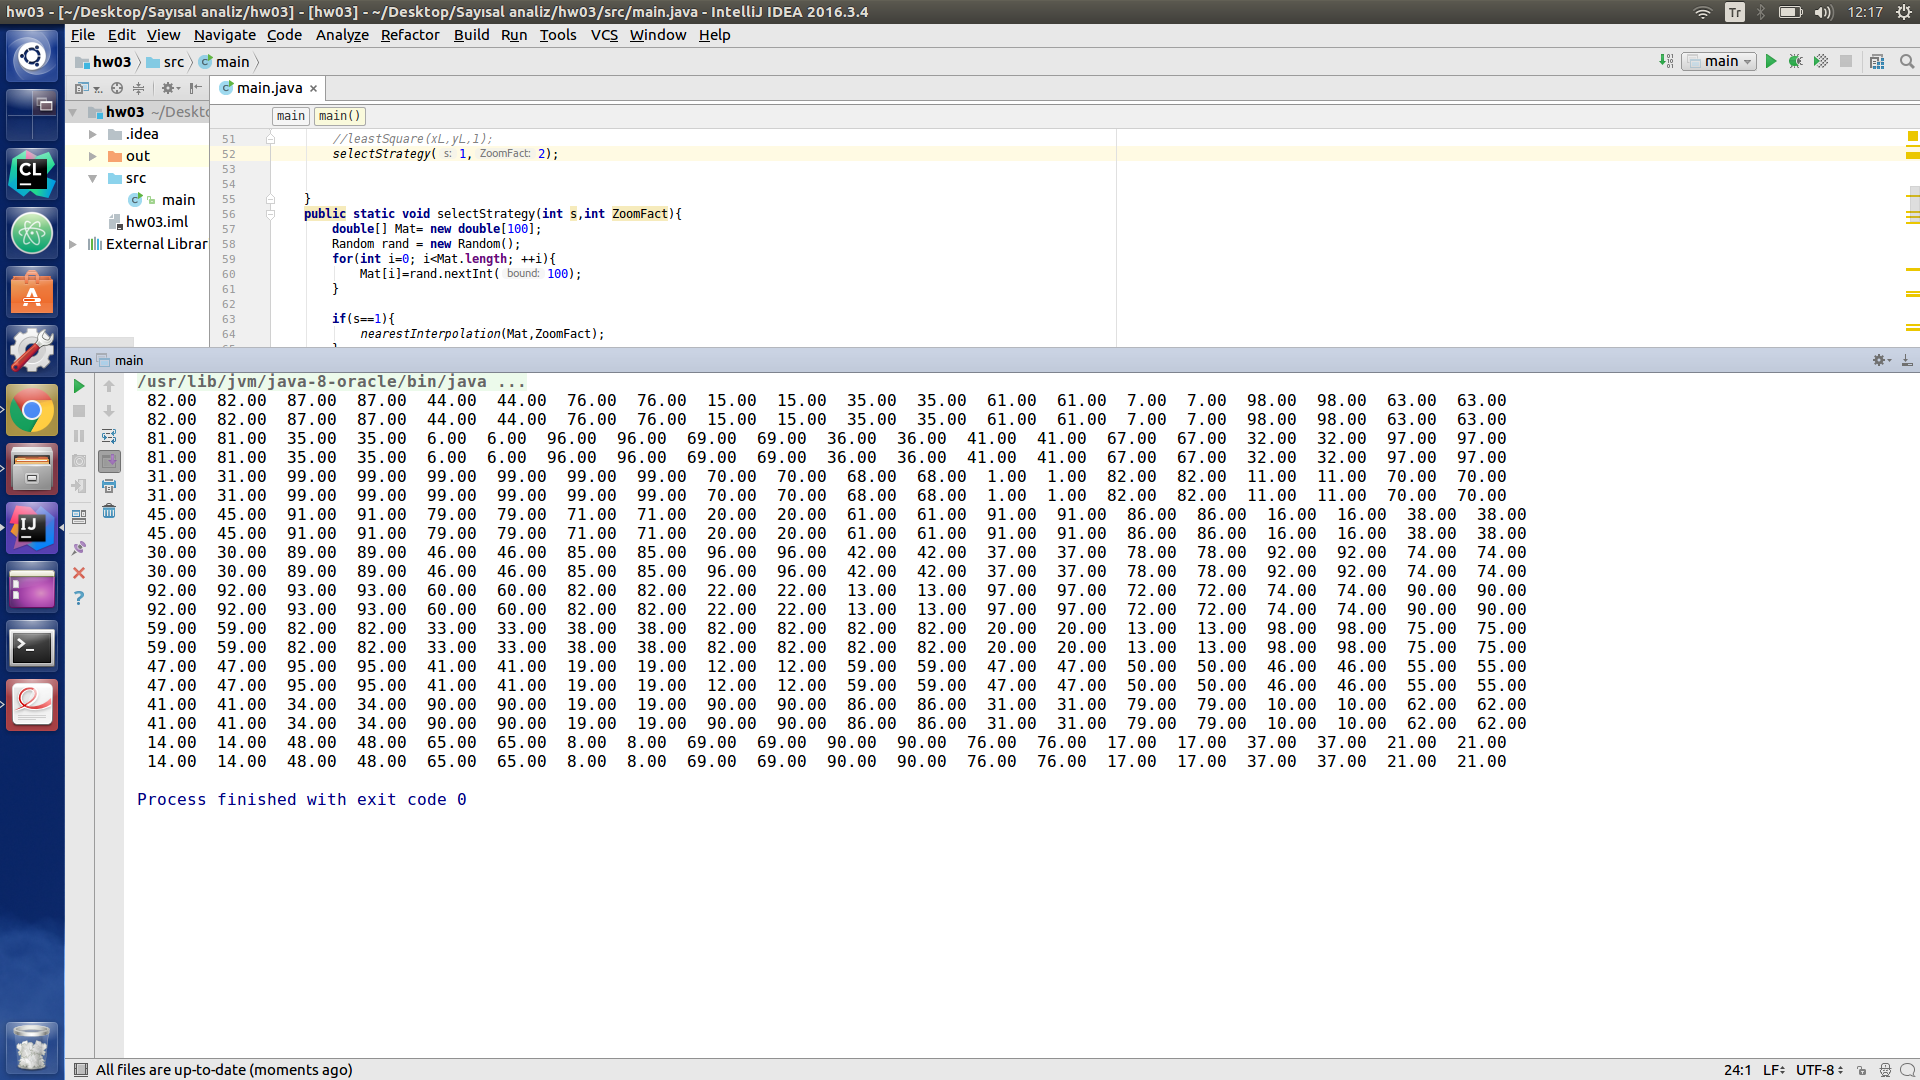 hw03 - [~/Desktop/Sayısal analiz/hw03] - [hw03] - ~/Desktop/Sayısal analiz/hw03/src/main.java - IntelliJ IDEA 2016.3.4
Tr
12:17
File Edit View Navigate Code Analyze Refactor Build Run Tools VCS Window Help
hw03 src main
main
main.java
hw03 ~/Deskto
.idea
out
src
main
hw03.iml
External Librar
main main()
51 //leastSquare(xL,yL,1);
52 selectStrategy( s: 1, ZoomFact: 2);
53
54
55 }
56 public static void selectStrategy(int s,int ZoomFact){
57 double[] Mat= new double[100];
58 Random rand = new Random();
59 for(int i=0; i<Mat.length; ++i){
60 Mat[i]=rand.nextInt( bound: 100);
61 }
62
63 if(s==1){
64 nearestInterpolation(Mat,ZoomFact);
Run main
/usr/lib/jvm/java-8-oracle/bin/java ...
82.00 82.00 87.00 87.00 44.00 44.00 76.00 76.00 15.00 15.00 35.00 35.00 61.00 61.00 7.00 7.00 98.00 98.00 63.00 63.00
82.00 82.00 87.00 87.00 44.00 44.00 76.00 76.00 15.00 15.00 35.00 35.00 61.00 61.00 7.00 7.00 98.00 98.00 63.00 63.00
81.00 81.00 35.00 35.00 6.00 6.00 96.00 96.00 69.00 69.00 36.00 36.00 41.00 41.00 67.00 67.00 32.00 32.00 97.00 97.00
81.00 81.00 35.00 35.00 6.00 6.00 96.00 96.00 69.00 69.00 36.00 36.00 41.00 41.00 67.00 67.00 32.00 32.00 97.00 97.00
31.00 31.00 99.00 99.00 99.00 99.00 99.00 99.00 70.00 70.00 68.00 68.00 1.00 1.00 82.00 82.00 11.00 11.00 70.00 70.00
31.00 31.00 99.00 99.00 99.00 99.00 99.00 99.00 70.00 70.00 68.00 68.00 1.00 1.00 82.00 82.00 11.00 11.00 70.00 70.00
45.00 45.00 91.00 91.00 79.00 79.00 71.00 71.00 20.00 20.00 61.00 61.00 91.00 91.00 86.00 86.00 16.00 16.00 38.00 38.00
45.00 45.00 91.00 91.00 79.00 79.00 71.00 71.00 20.00 20.00 61.00 61.00 91.00 91.00 86.00 86.00 16.00 16.00 38.00 38.00
30.00 30.00 89.00 89.00 46.00 46.00 85.00 85.00 96.00 96.00 42.00 42.00 37.00 37.00 78.00 78.00 92.00 92.00 74.00 74.00
30.00 30.00 89.00 89.00 46.00 46.00 85.00 85.00 96.00 96.00 42.00 42.00 37.00 37.00 78.00 78.00 92.00 92.00 74.00 74.00
92.00 92.00 93.00 93.00 60.00 60.00 82.00 82.00 22.00 22.00 13.00 13.00 97.00 97.00 72.00 72.00 74.00 74.00 90.00 90.00
92.00 92.00 93.00 93.00 60.00 60.00 82.00 82.00 22.00 22.00 13.00 13.00 97.00 97.00 72.00 72.00 74.00 74.00 90.00 90.00
59.00 59.00 82.00 82.00 33.00 33.00 38.00 38.00 82.00 82.00 82.00 82.00 20.00 20.00 13.00 13.00 98.00 98.00 75.00 75.00
59.00 59.00 82.00 82.00 33.00 33.00 38.00 38.00 82.00 82.00 82.00 82.00 20.00 20.00 13.00 13.00 98.00 98.00 75.00 75.00
47.00 47.00 95.00 95.00 41.00 41.00 19.00 19.00 12.00 12.00 59.00 59.00 47.00 47.00 50.00 50.00 46.00 46.00 55.00 55.00
47.00 47.00 95.00 95.00 41.00 41.00 19.00 19.00 12.00 12.00 59.00 59.00 47.00 47.00 50.00 50.00 46.00 46.00 55.00 55.00
41.00 41.00 34.00 34.00 90.00 90.00 19.00 19.00 90.00 90.00 86.00 86.00 31.00 31.00 79.00 79.00 10.00 10.00 62.00 62.00
41.00 41.00 34.00 34.00 90.00 90.00 19.00 19.00 90.00 90.00 86.00 86.00 31.00 31.00 79.00 79.00 10.00 10.00 62.00 62.00
14.00 14.00 48.00 48.00 65.00 65.00 8.00 8.00 69.00 69.00 90.00 90.00 76.00 76.00 17.00 17.00 37.00 37.00 21.00 21.00
14.00 14.00 48.00 48.00 65.00 65.00 8.00 8.00 69.00 69.00 90.00 90.00 76.00 76.00 17.00 17.00 37.00 37.00 21.00 21.00
Process finished with exit code 0
All files are up-to-date (moments ago)
24:1 LF UTF-8
CL
IJ